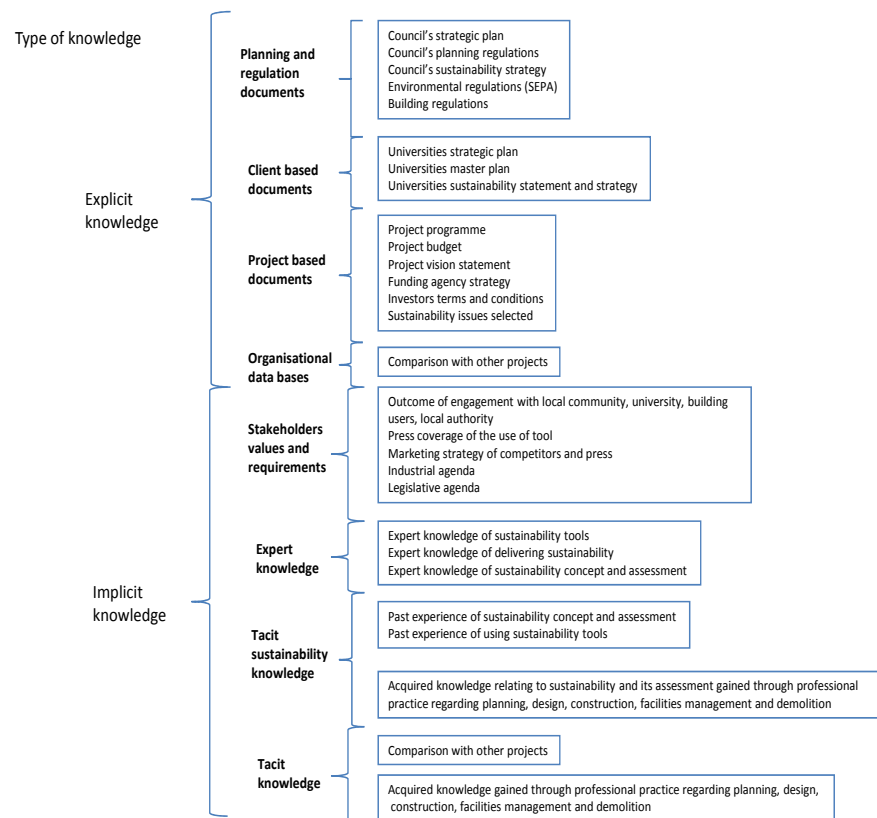 Type of knowledge
Explicit
knowledge
Planning and
regulation
documents
Council's strategic plan
Council's planning regulations
Council's sustainability strategy
Environmental regulations (SEPA)
Building regulations
Client based
documents
Universities strategic plan
Universities master plan
Universities sustainability statement and strategy
Project based
documents
Project programme
Project budget
Project vision statement
Funding agency strategy
Investors terms and conditions
Sustainability issues selected
Organisational
data bases
Comparison with other projects
Implicit
knowledge
Stakeholders
values and
requirements
Outcome of engagement with local community, university, building
users, local authority
Press coverage of the use of tool
Marketing strategy of competitors and press
Industrial agenda
Legislative agenda
Expert
knowledge
Expert knowledge of sustainability tools
Expert knowledge of delivering sustainability
Expert knowledge of sustainability concept and assessment
Tacit
sustainability
knowledge
Past experience of sustainability concept and assessment
Past experience of using sustainability tools
Acquired knowledge relating to sustainability and its assessment gained through professional
practice regarding planning, design, construction, facilities management and demolition
Tacit
knowledge
Comparison with other projects
Acquired knowledge gained through professional practice regarding planning, design,
construction, facilities management and demolition